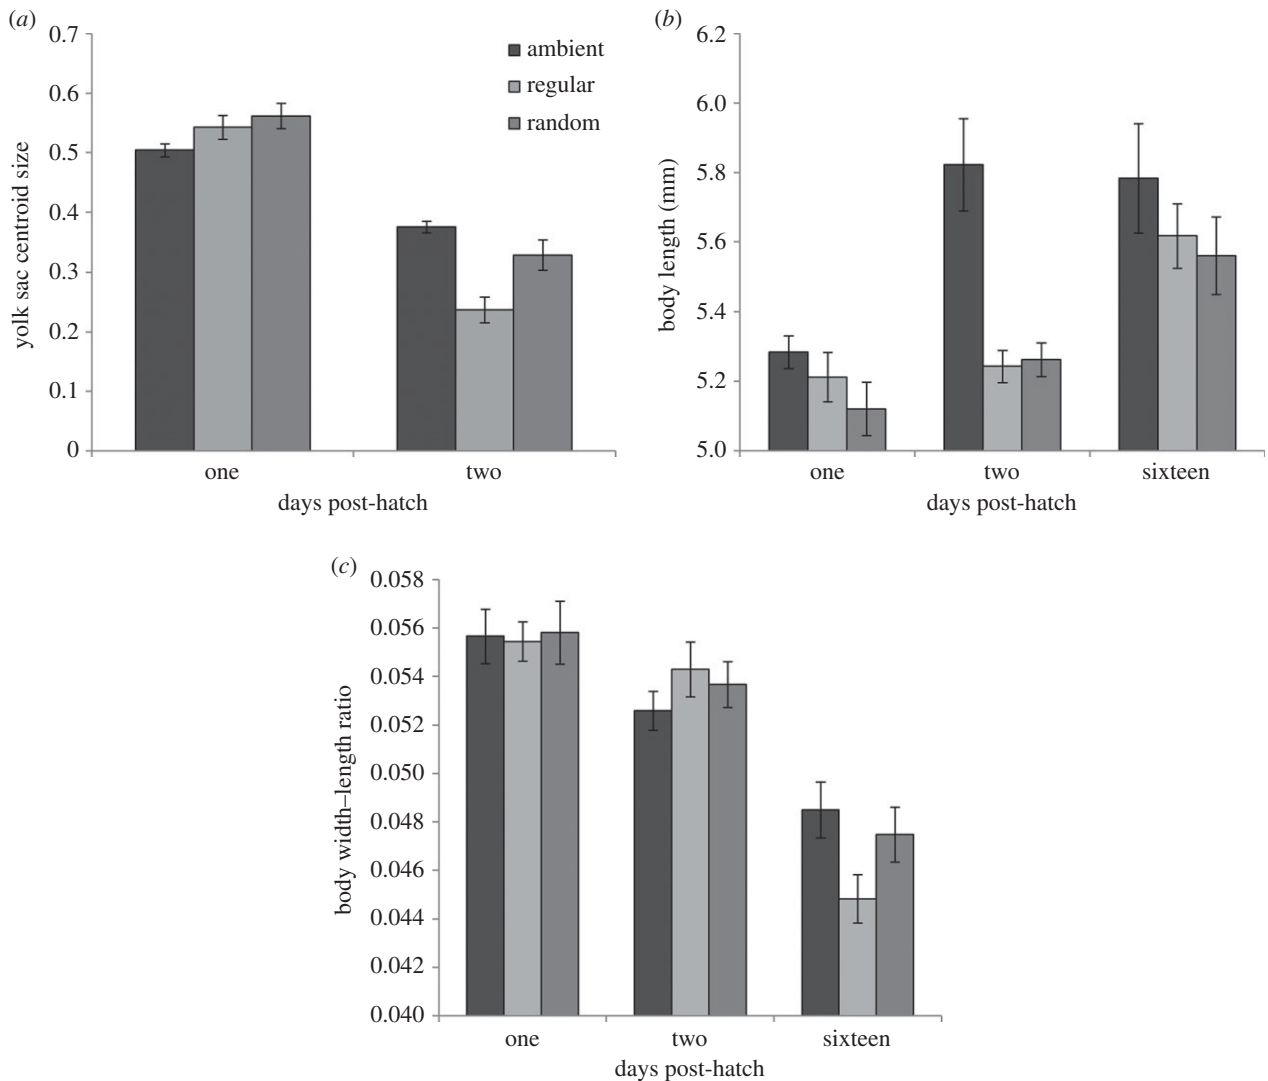 (a)
0.7
0.6
0.5
0.4
0.3
0.2
0.1
0
yolk sac centroid size
ambient
regular
random
one two
days post-hatch
(b)
6.2
6.0
5.8
5.6
5.4
5.2
5.0
body length (mm)
one two sixteen
days post-hatch
(c)
0.058
0.056
0.054
0.052
0.050
0.048
0.046
0.044
0.042
0.040
body width–length ratio
one two sixteen
days post-hatch